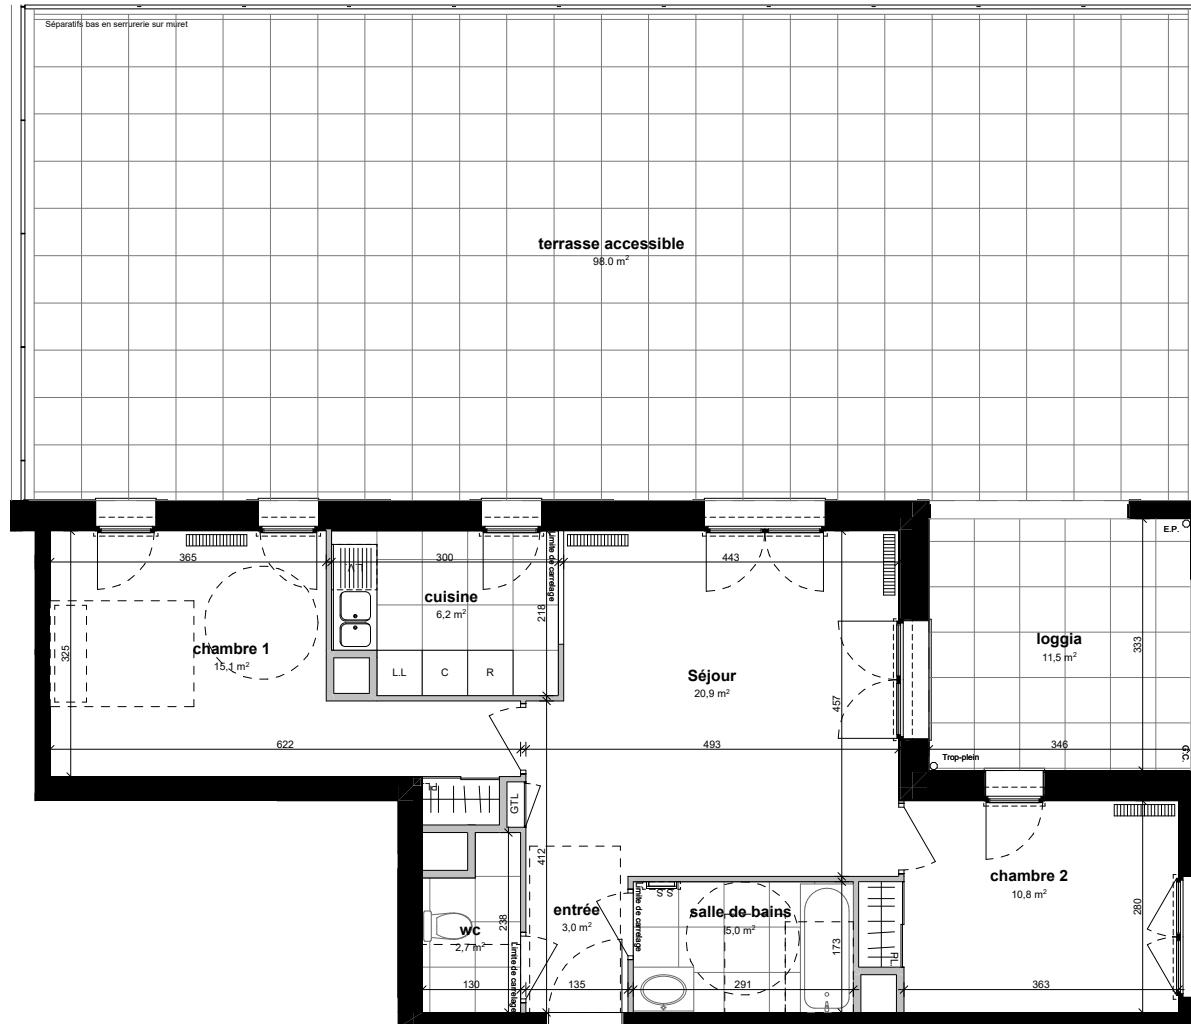 Séparatifs bas en serrurerie sur muret
terrasse accessible
98.0 m²
E.P.
365
300
443
Limite de carrelage
L.V
cuisine
6,2 m²
218
chambre 1
15,1 m²
325
loggia
11,5 m²
333
L.L
C
R
Séjour
20,9 m²
457
622
493
346
Trop-plein
G.C.
PL
GTL
412
chambre 2
10,8 m²
280
S S
salle de bains
5,0 m²
Limite de carrelage
entrée
3,0 m²
wc
2,7 m²
238
173
PL
Limite de carrelage
130
135
291
363